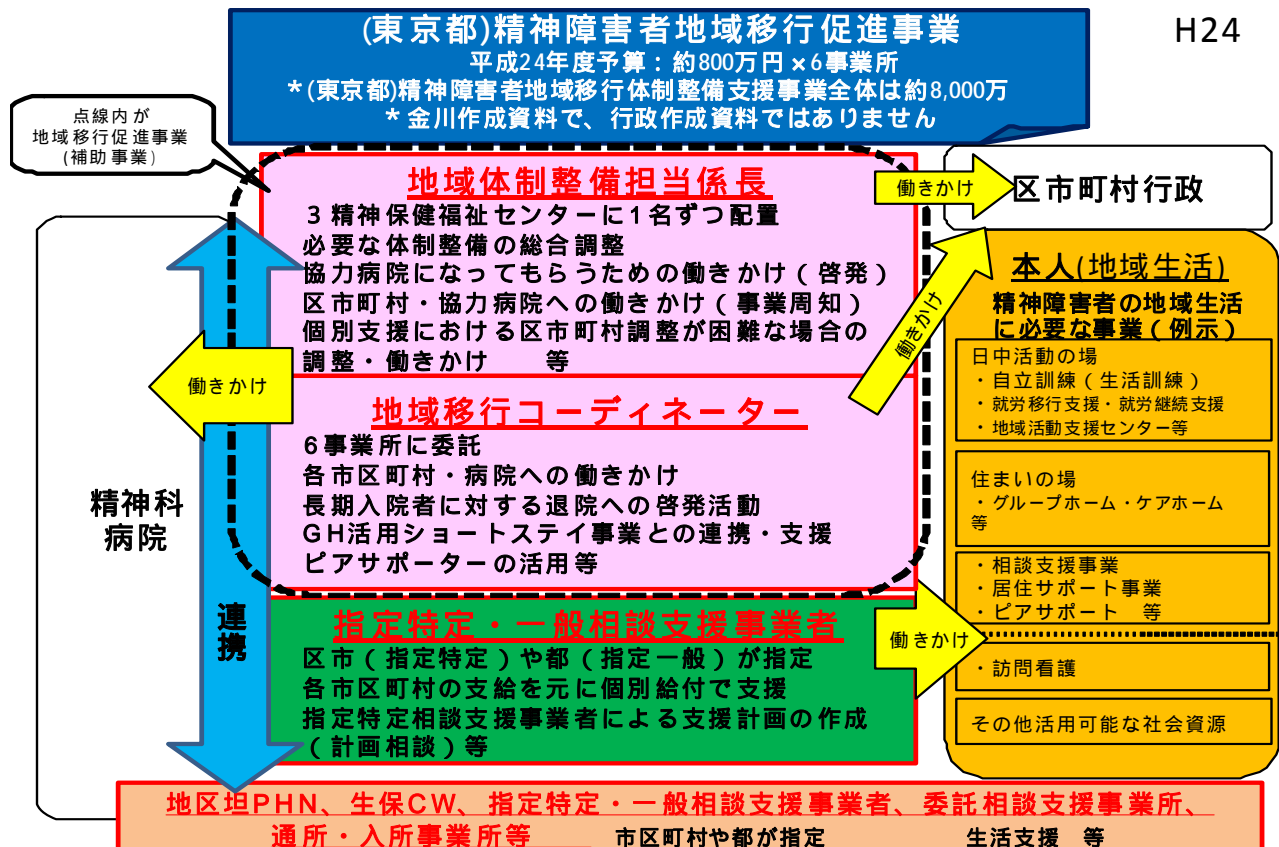 (東京都)精神障害者地域移行促進事業
平成24年度予算：約800万円×6事業所
*(東京都)精神障害者地域移行体制整備支援事業全体は約8,000万
*金川作成資料で、行政作成資料ではありません
H24
点線内が
地域移行促進事業
(補助事業)
地域体制整備担当係長
3精神保健福祉センターに1名ずつ配置
必要な体制整備の総合調整
協力病院になってもらうための働きかけ（啓発）
区市町村・協力病院への働きかけ（事業周知）
個別支援における区市町村調整が困難な場合の
調整・働きかけ　等
働きかけ
区市町村行政
働きかけ
働きかけ
地域移行コーディネーター
6事業所に委託
各市区町村・病院への働きかけ
長期入院者に対する退院への啓発活動
GH活用ショートステイ事業との連携・支援
ピアサポーターの活用等
精神科
病院
連携
指定特定・一般相談支援事業者
区市（指定特定）や都（指定一般）が指定
各市区町村の支給を元に個別給付で支援
指定特定相談支援事業者による支援計画の作成
（計画相談）等
働きかけ
本人(地域生活)
精神障害者の地域生活
に必要な事業（例示）
日中活動の場
・自立訓練（生活訓練）
・就労移行支援・就労継続支援
・地域活動支援センター等
住まいの場
・グループホーム・ケアホーム
等
・相談支援事業
・居住サポート事業
・ピアサポート　等
・訪問看護
その他活用可能な社会資源
地区坦PHN、生保CW、指定特定・一般相談支援事業者、委託相談支援事業所、
通所・入所事業所等　市区町村や都が指定　生活支援　等